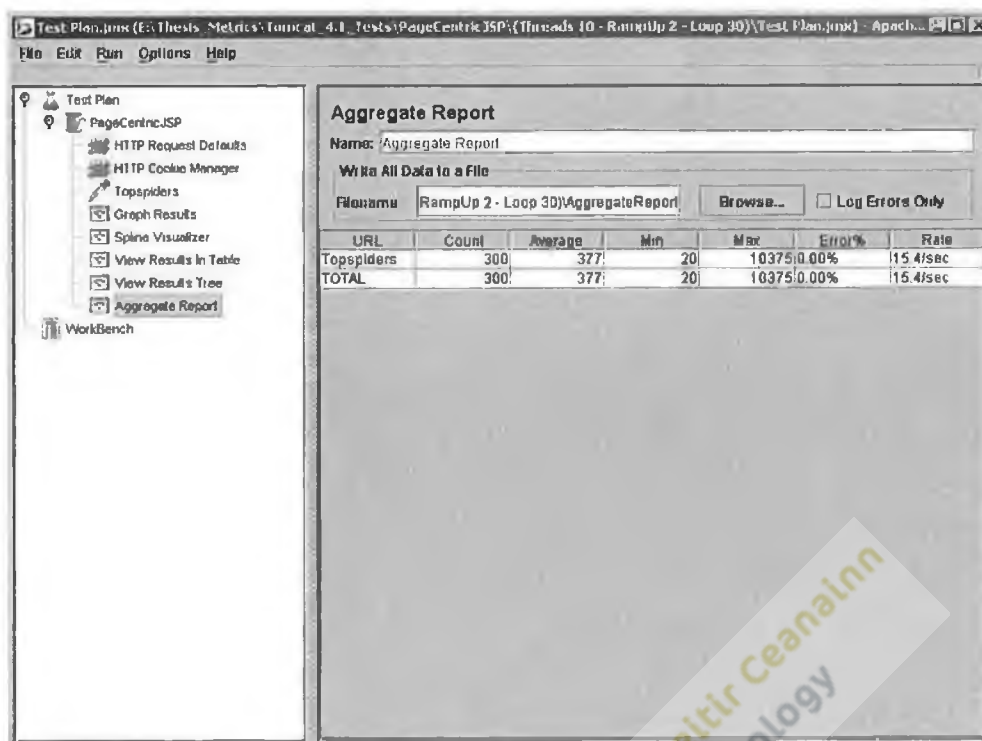 Test Plan.jmx (E:\Thesis_Metrics\Tomcat_4.1_Tests\PageCentricJSP\{Threads 10 - RampUp 2 - Loop 30}\Test Plan.jmx) - Apach...
File Edit Run Options Help
Test Plan
PageCentricJSP
HTTP Request Defaults
HTTP Cookie Manager
Topspiders
Graph Results
Spline Visualizer
View Results In Table
View Results Tree
Aggregate Report
WorkBench
Aggregate Report
Name: Aggregate Report
Write All Data to a File
Filename RampUp 2 - Loop 30}\AggregateReport Browse... Log Errors Only
URL Count Average Min Max Error% Rate
Topspiders 300 377 20 10375 0.00% 15.4/sec
TOTAL 300 377 20 10375 0.00% 15.4/sec
Ceanainn